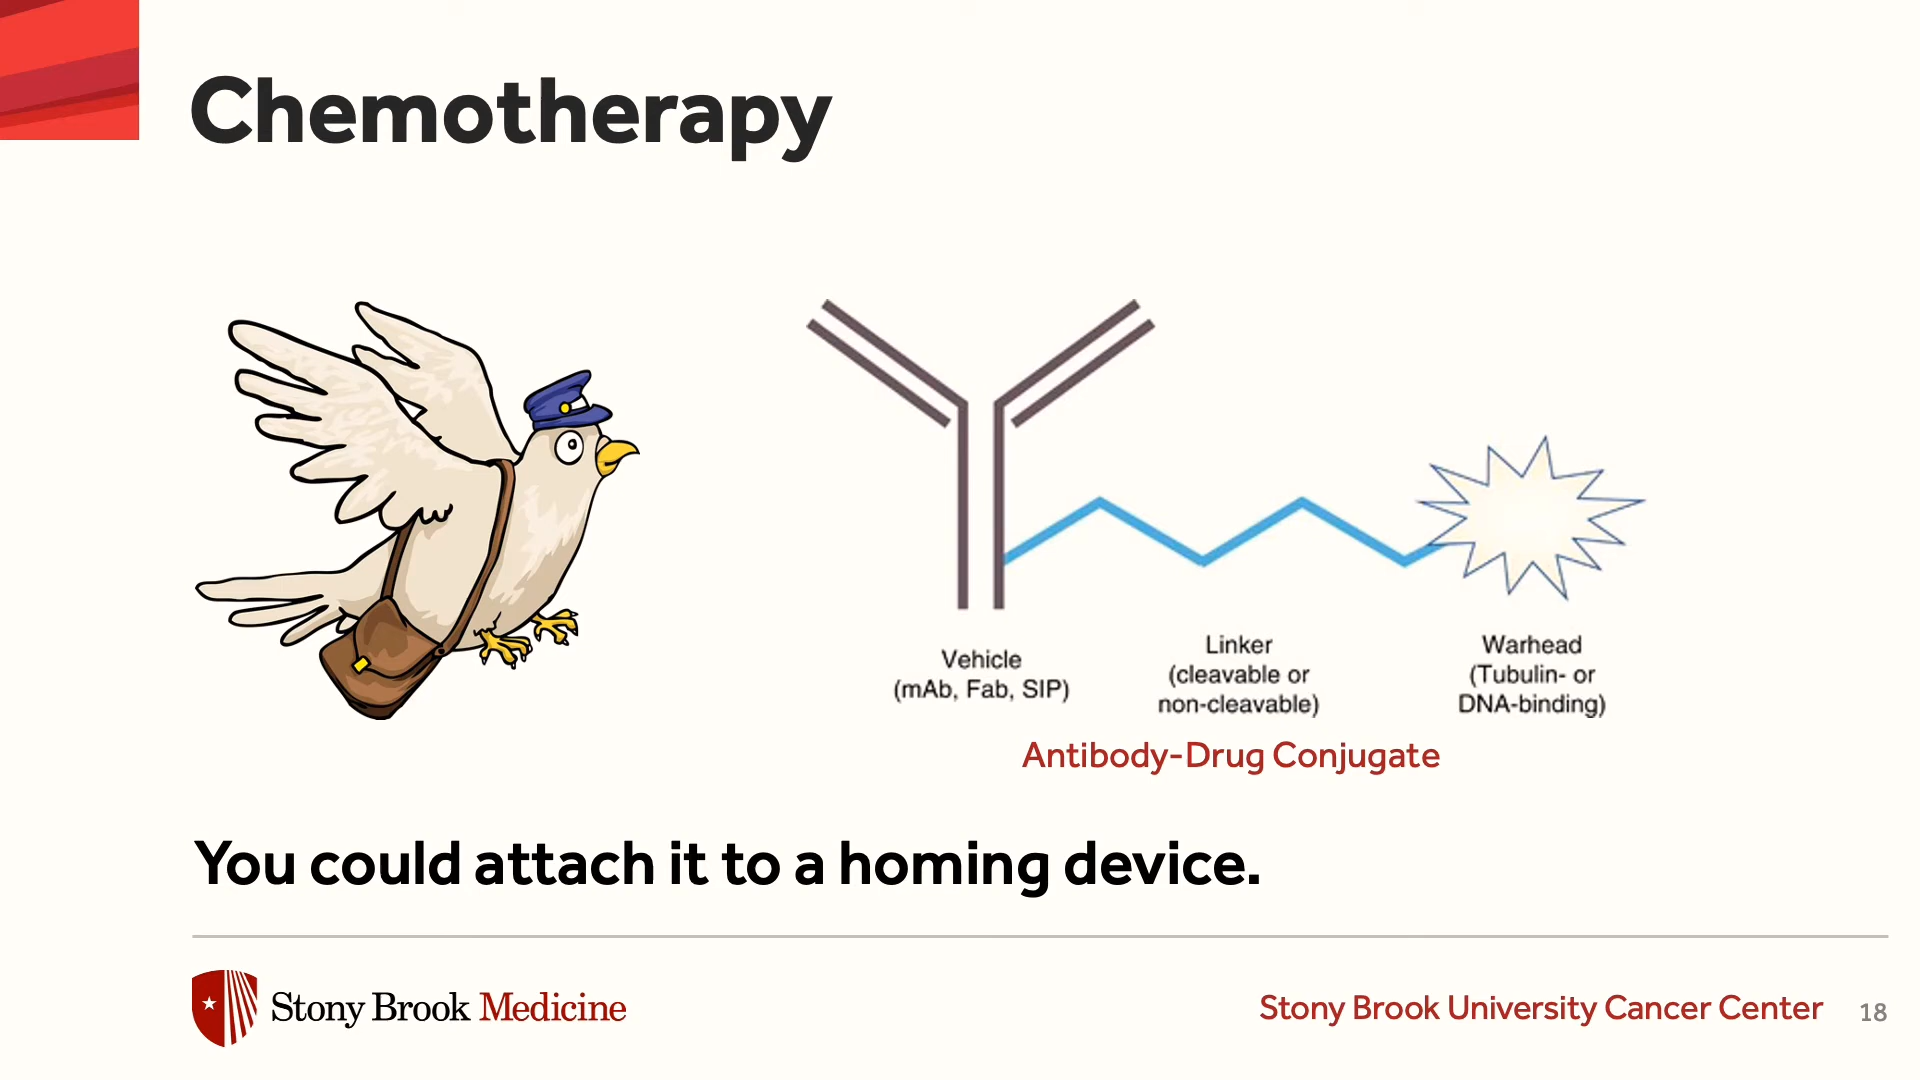 Chemotherapy
Vehicle
(mAb, Fab, SIP)
Linker
(cleavable or
non-cleavable)
Warhead
(Tubulin- or
DNA-binding)
Antibody-Drug Conjugate
You could attach it to a homing device.
Stony Brook Medicine
Stony Brook University Cancer Center
18